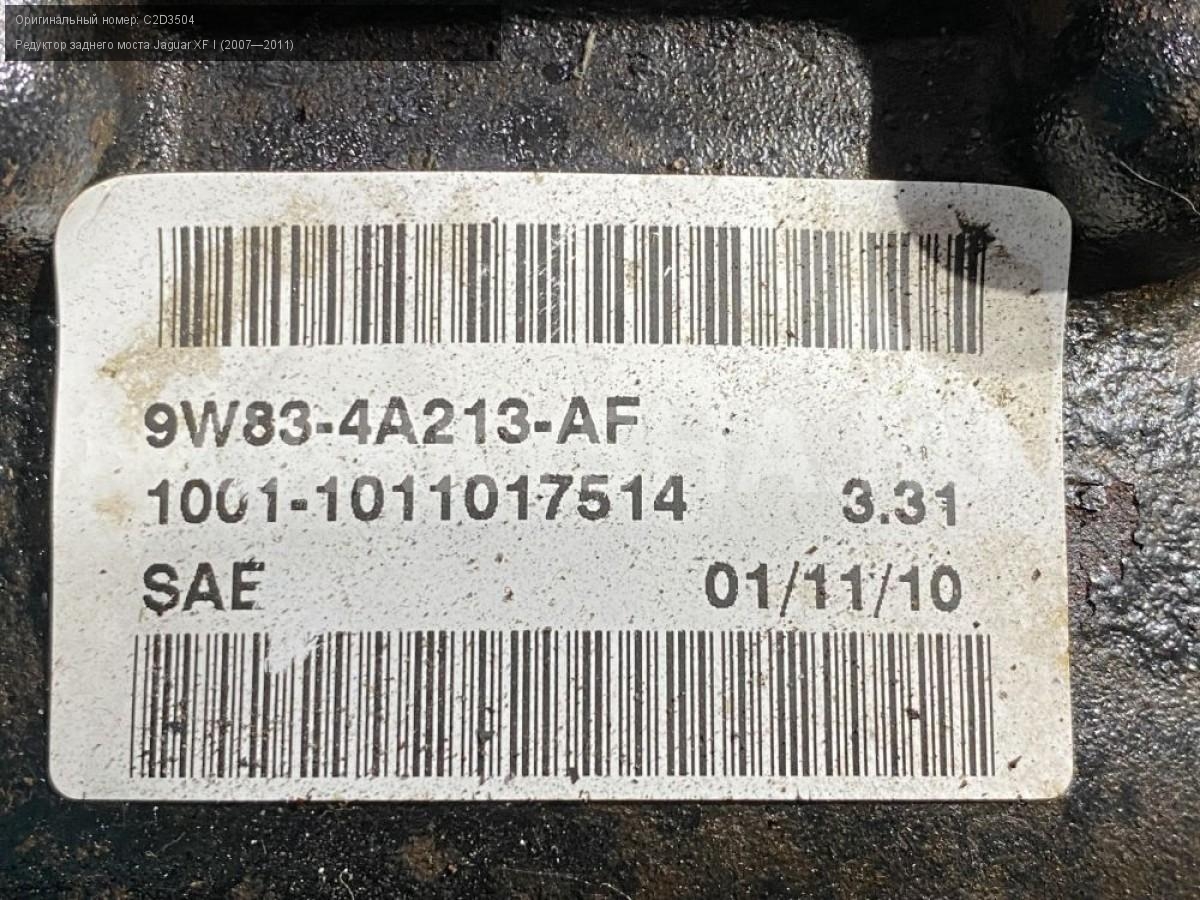 Оригинальный номер: C2D3504
Редуктор заднего моста Jaguar XF I (2007—2011)
9W83-4A213-AF
1001-1011017514 3.31
SAE 01/11/10